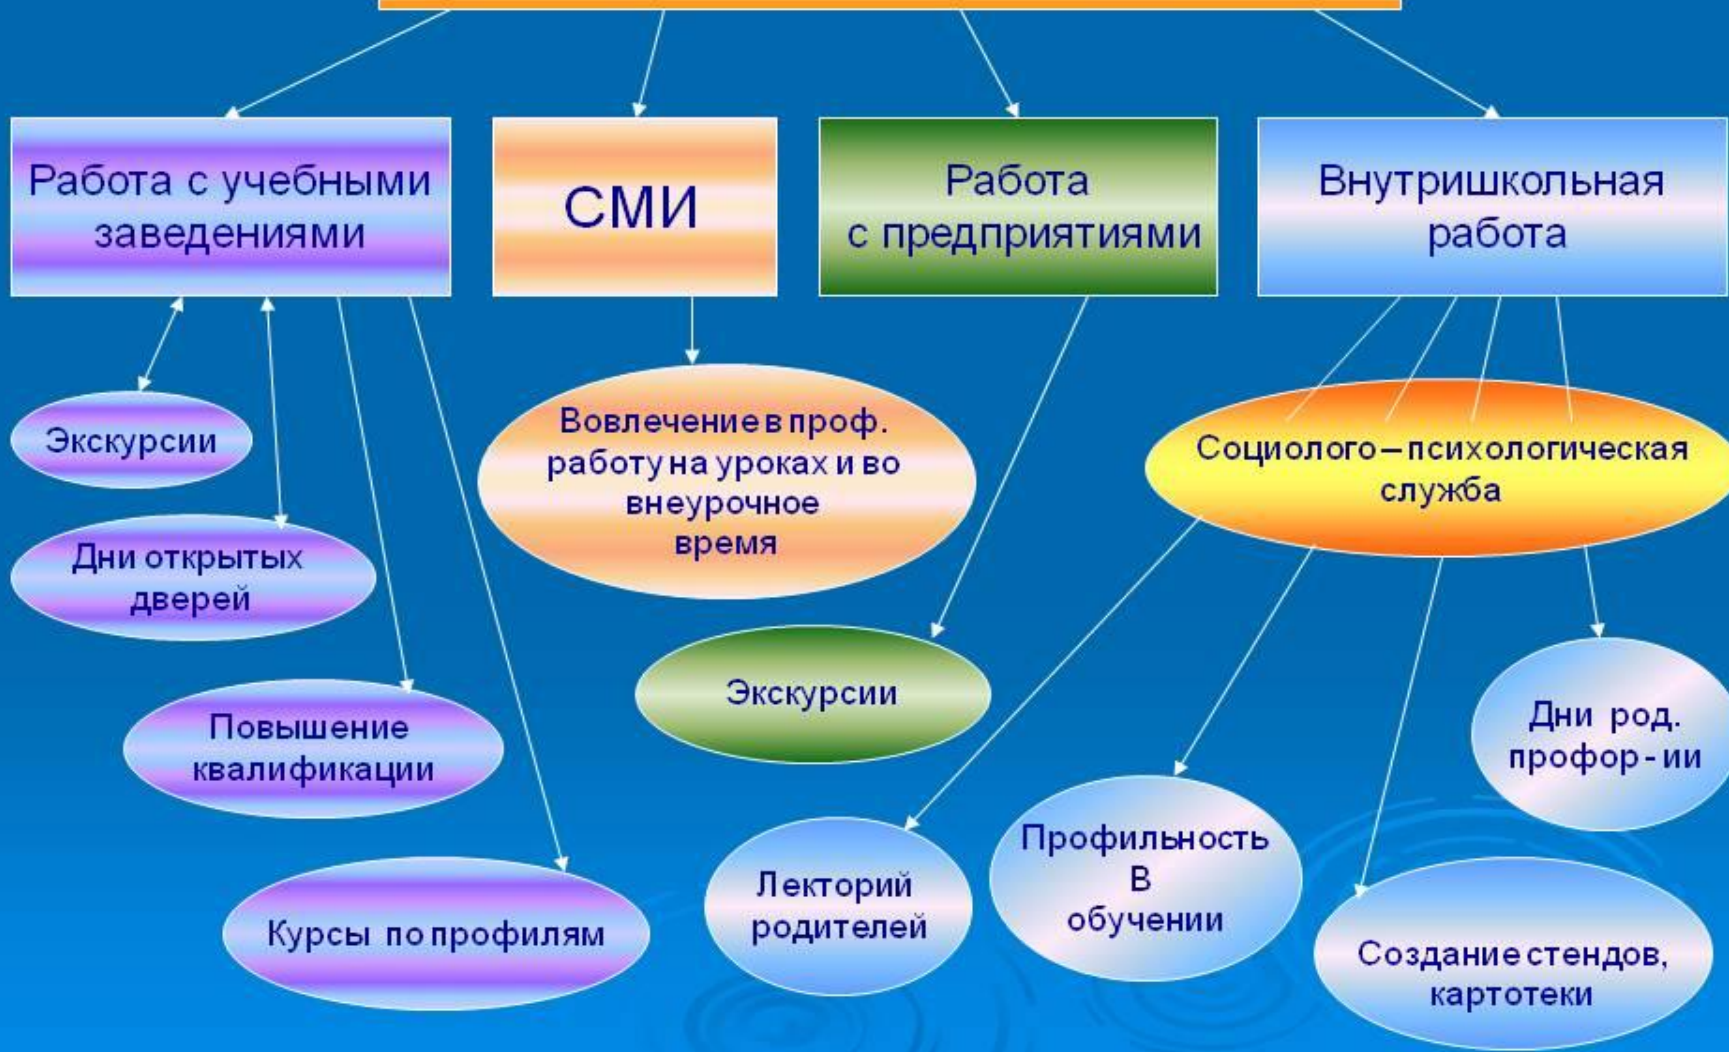 Работа с учебными
заведениями
СМИ
Работа
с предприятиями
Внутришкольная
работа
Экскурсии
Вовлечение в проф.
работу на уроках и во
внеурочное
время
Социолого – психологическая
служба
Дни открытых
дверей
Экскурсии
Повышение
квалификации
Дни род.
профор - ии
Курсы по профилям
Лекторий
родителей
Профильность
В
обучении
Создание стендов,
картотеки